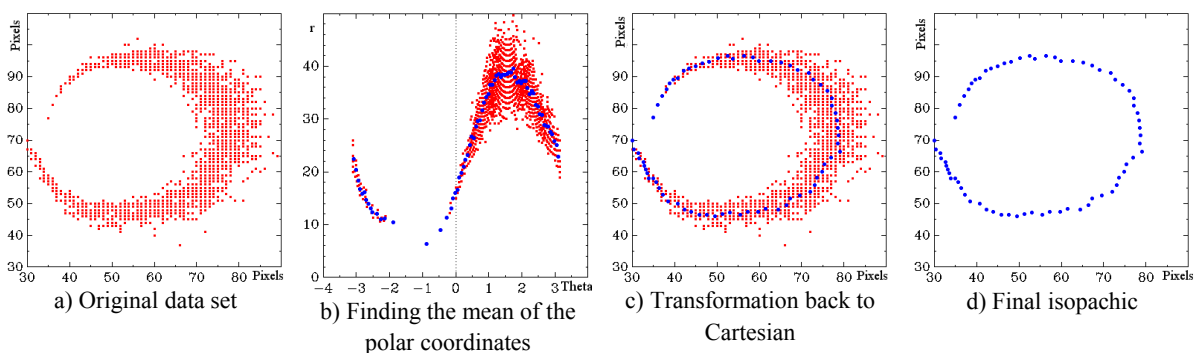 Pixels
90
80
70
60
50
40
30
30 40 50 60 70 80 Pixels
a) Original data set
r
40
30
20
10
0
−4 −3 −2 −1 0 1 2 3 Theta
b) Finding the mean of the
polar coordinates
Pixels
90
80
70
60
50
40
30
30 40 50 60 70 80 Pixels
c) Transformation back to
Cartesian
Pixels
90
80
70
60
50
40
30
30 40 50 60 70 80 Pixels
d) Final isopachic